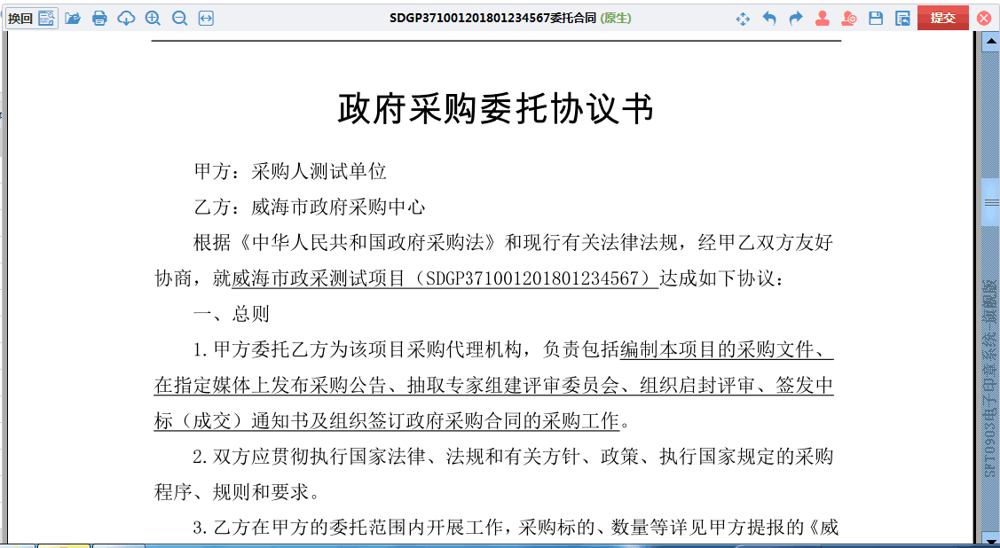 换回
SDGP371001201801234567委托合同 (原生)
提交
政府采购委托协议书
甲方：采购人测试单位
乙方：威海市政府采购中心
根据《中华人民共和国政府采购法》和现行有关法律法规，经甲乙双方友好
协商，就威海市政采测试项目（SDGP371001201801234567）达成如下协议：
一、总则
1.甲方委托乙方为该项目采购代理机构，负责包括编制本项目的采购文件、
在指定媒体上发布采购公告、抽取专家组建评审委员会、组织启封评审、签发中
标（成交）通知书及组织签订政府采购合同的采购工作。
2.双方应贯彻执行国家法律、法规和有关方针、政策、执行国家规定的采购
程序、规则和要求。
3.乙方在甲方的委托范围内开展工作，采购标的、数量等详见甲方提报的《威
SPT0903电子印章系统 旗舰版